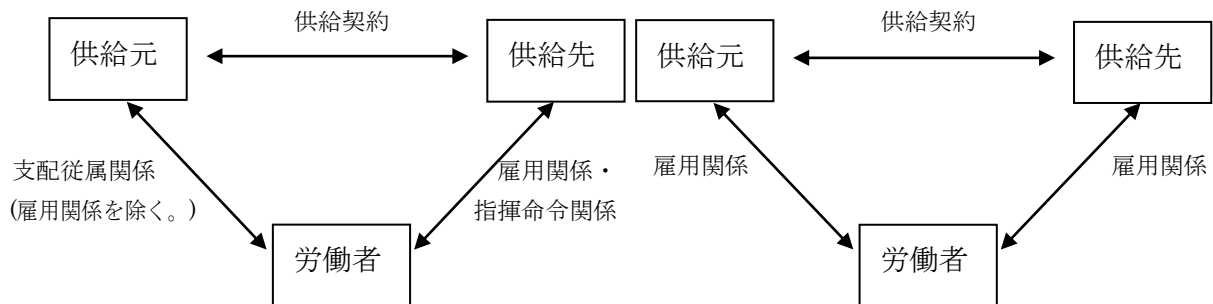 供給契約
供給元
供給先
支配従属関係
(雇用関係を除く。)
雇用関係・
指揮命令関係
労働者
供給契約
供給元
供給先
雇用関係
雇用関係
労働者